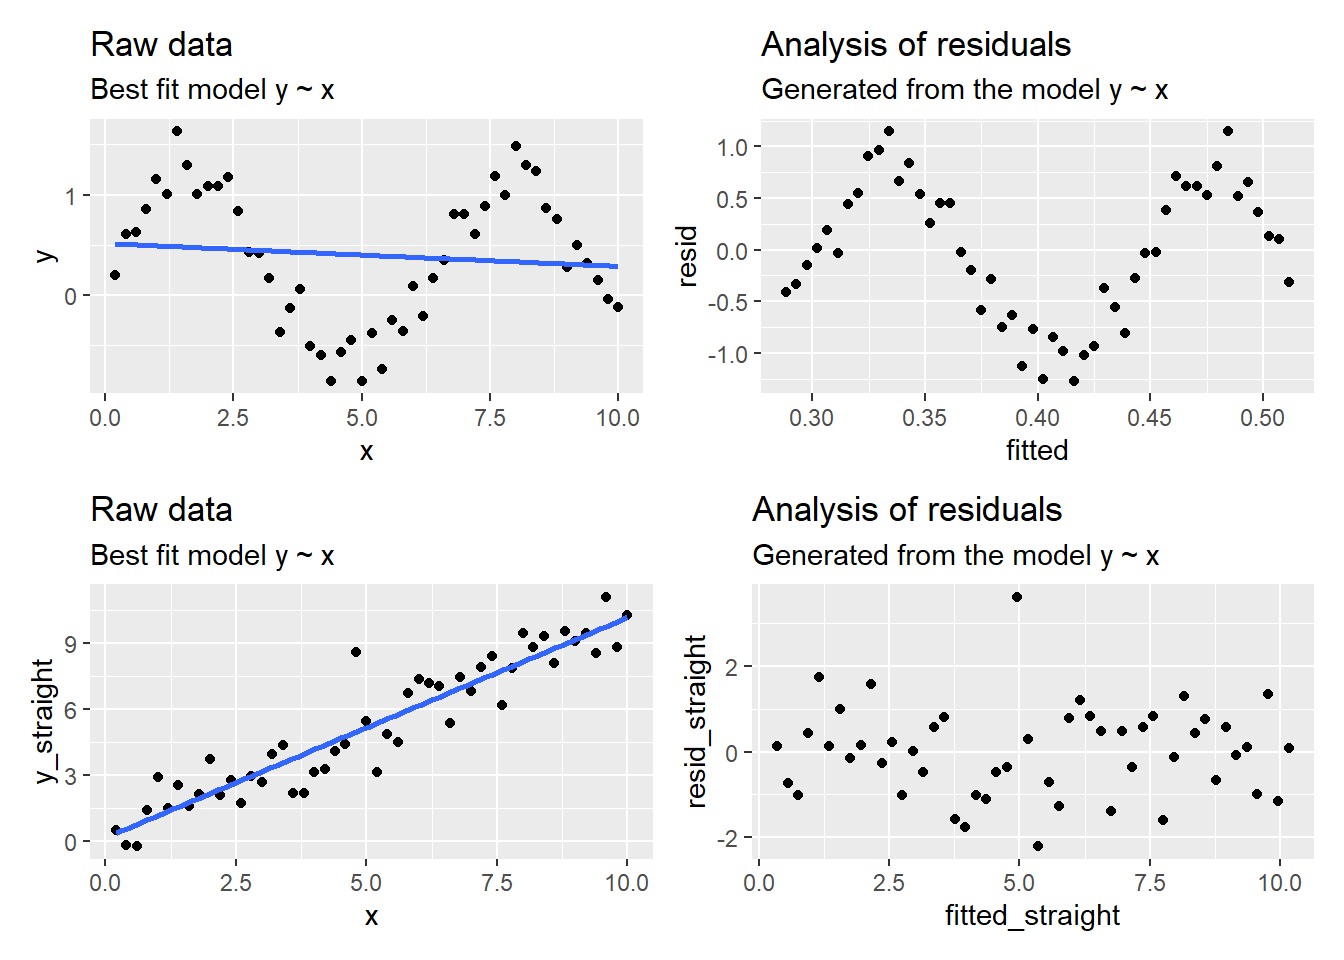 Raw data
Best fit model y ~ x
y
1
0
0.0 2.5 5.0 7.5 10.0
x
Analysis of residuals
Generated from the model y ~ x
resid
1.0
0.5
0.0
-0.5
-1.0
0.30 0.35 0.40 0.45 0.50
fitted
Raw data
Best fit model y ~ x
y_straight
9
6
3
0
0.0 2.5 5.0 7.5 10.0
x
Analysis of residuals
Generated from the model y ~ x
resid_straight
2
0
-2
0.0 2.5 5.0 7.5 10.0
fitted_straight